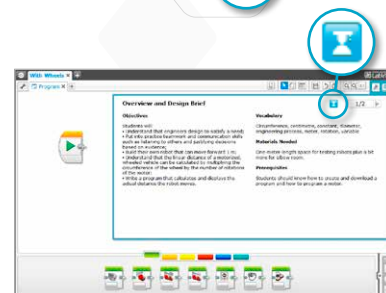 With Wheels
Program
1/2
Overview and Design Brief
Objectives
Students will:
• Understand that engineers design to satisfy a need;
• Put into practice teamwork and communication skills
such as listening to others and justifying decisions
based on evidence;
• Build their own robot that can move forward 1 m;
• Understand that the linear distance of a motorized,
wheeled vehicle can be calculated by multiplying the
circumference of the wheel by the number of rotations
of the motor;
• Write a program that calculates and displays the
actual distance the robot moves.
Vocabulary
Circumference, centimetre, constant, diameter,
engineering process, meter, rotation, variable
Materials Needed
One-metre-length space for testing robots plus a bit
more for elbow room.
Prerequisites
Students should know how to create and download a
program and how to program a motor.